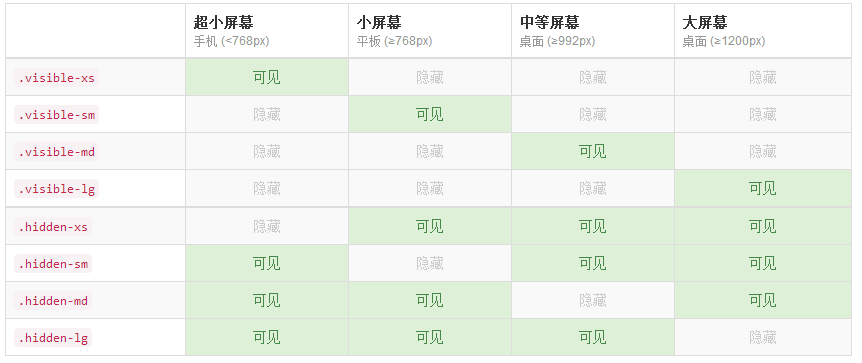 超小屏幕 小屏幕 中等屏幕 大屏幕
手机 (<768px) 平板 (≥768px) 桌面 (≥992px) 桌面 (≥1200px)
.visible-xs 可见 隐藏 隐藏 隐藏
.visible-sm 隐藏 可见 隐藏 隐藏
.visible-md 隐藏 隐藏 可见 隐藏
.visible-lg 隐藏 隐藏 隐藏 可见
.hidden-xs 隐藏 可见 可见 可见
.hidden-sm 可见 隐藏 可见 可见
.hidden-md 可见 可见 隐藏 可见
.hidden-lg 可见 可见 可见 隐藏